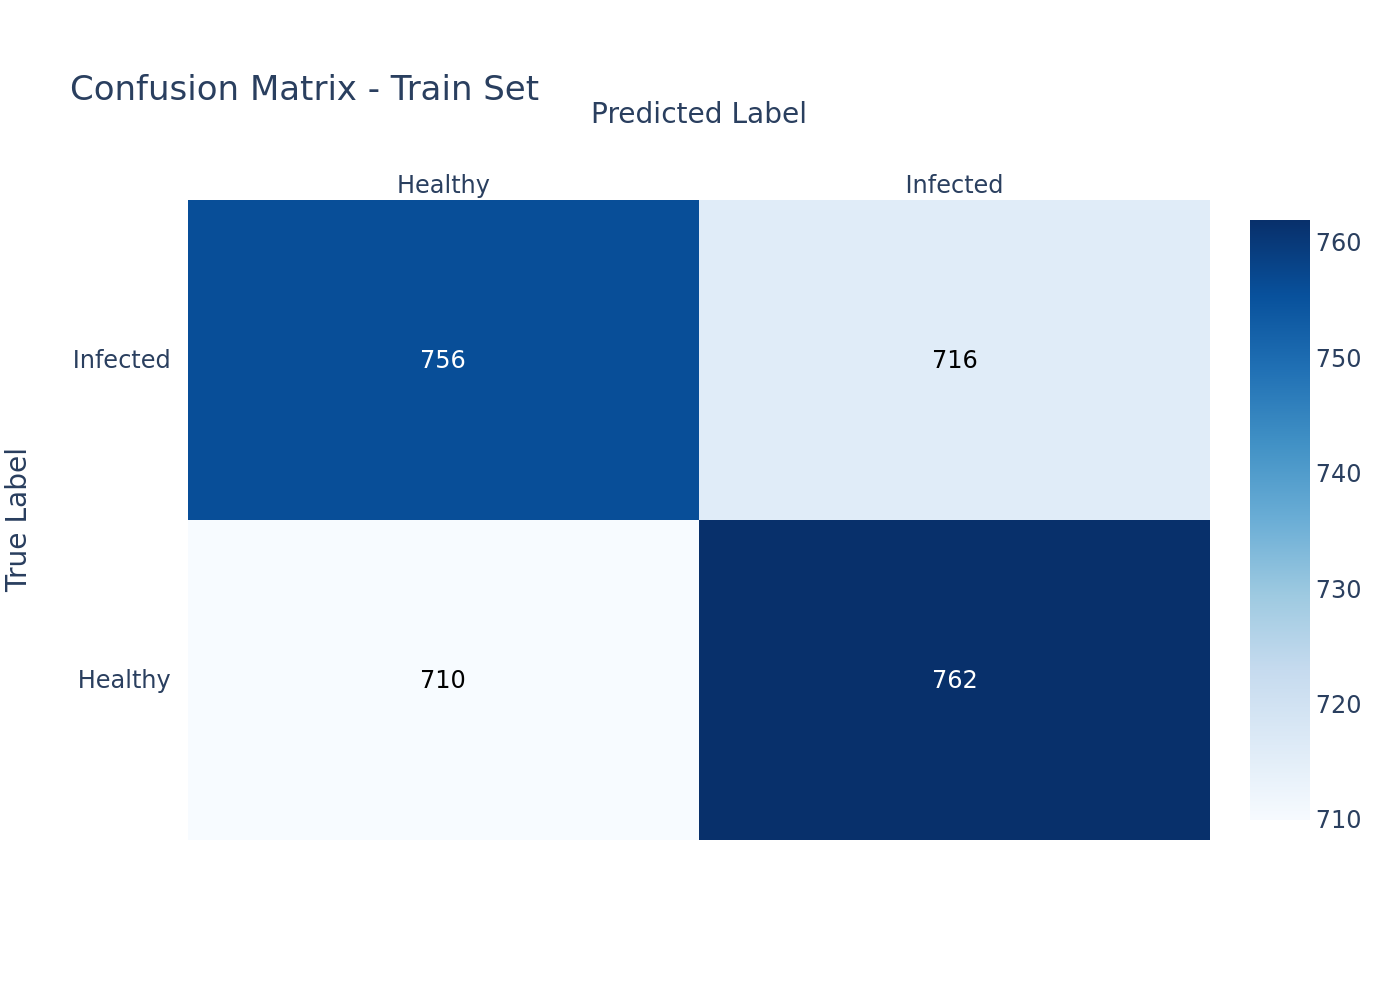 Confusion Matrix - Train Set
Predicted Label
Healthy Infected
Infected 756 716
Healthy 710 762
True Label
760
750
740
730
720
710